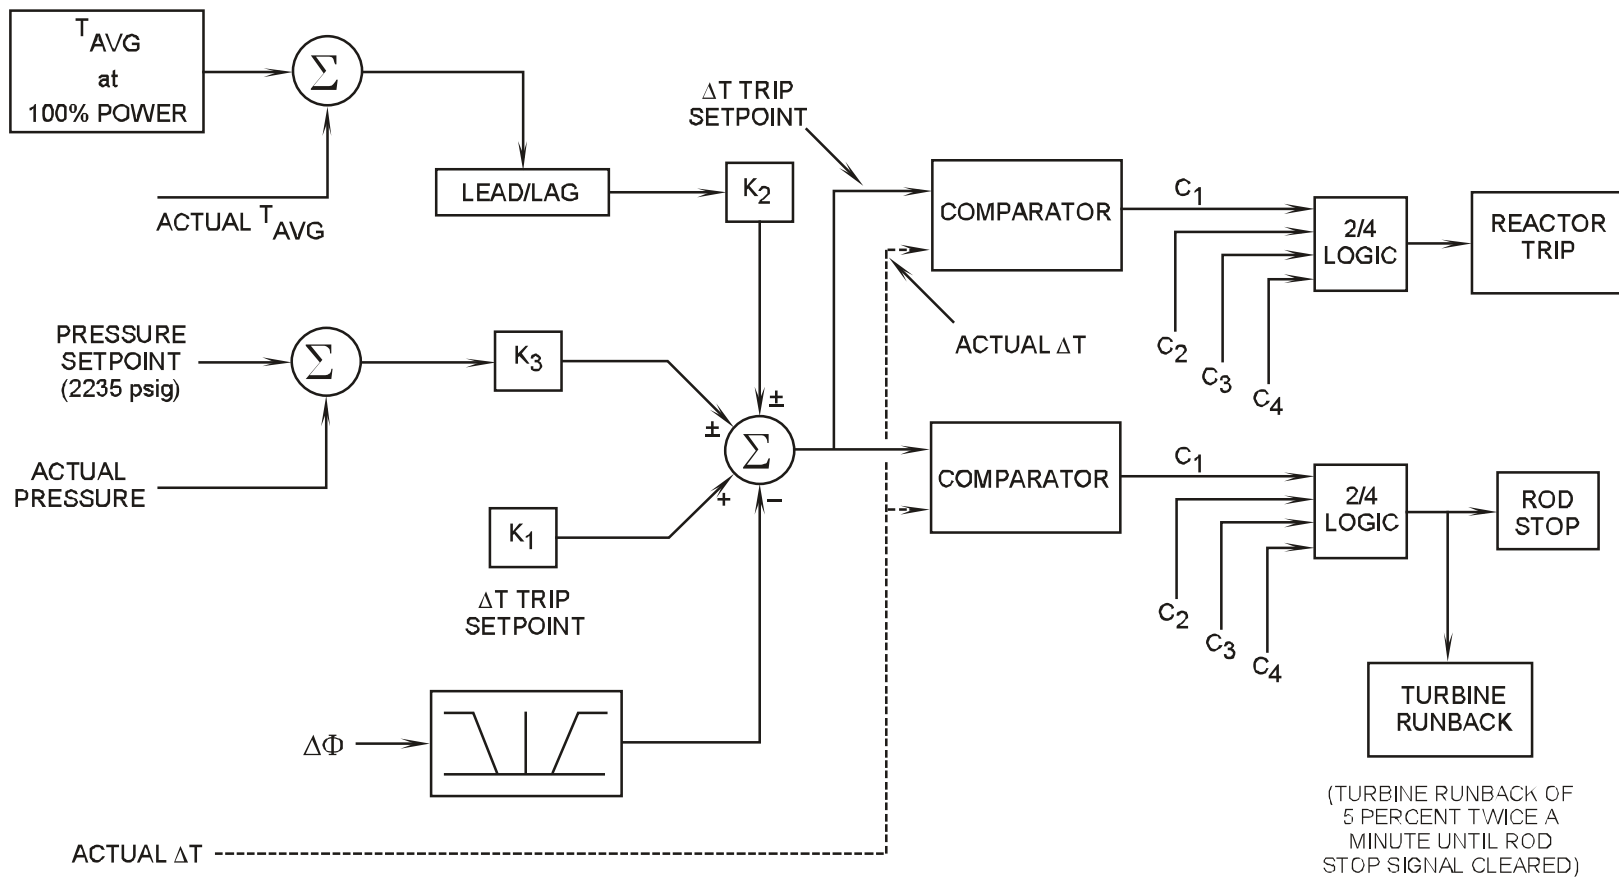 T AVG
at
100% POWER
Σ
ACTUAL T AVG
LEAD/LAG
K2
ΔT TRIP
SETPOINT
COMPARATOR
C1
C2
C3
C4
2/4
LOGIC
REACTOR
TRIP
ACTUAL ΔT
PRESSURE
SETPOINT
(2235 psig)
Σ
K3
±
±
Σ
+
−
ACTUAL
PRESSURE
K1
ΔT TRIP
SETPOINT
COMPARATOR
C1
C2
C3
C4
2/4
LOGIC
ROD
STOP
TURBINE
RUNBACK
(TURBINE RUNBACK OF
5 PERCENT TWICE A
MINUTE UNTIL ROD
STOP SIGNAL CLEARED)
ΔΦ
ACTUAL ΔT